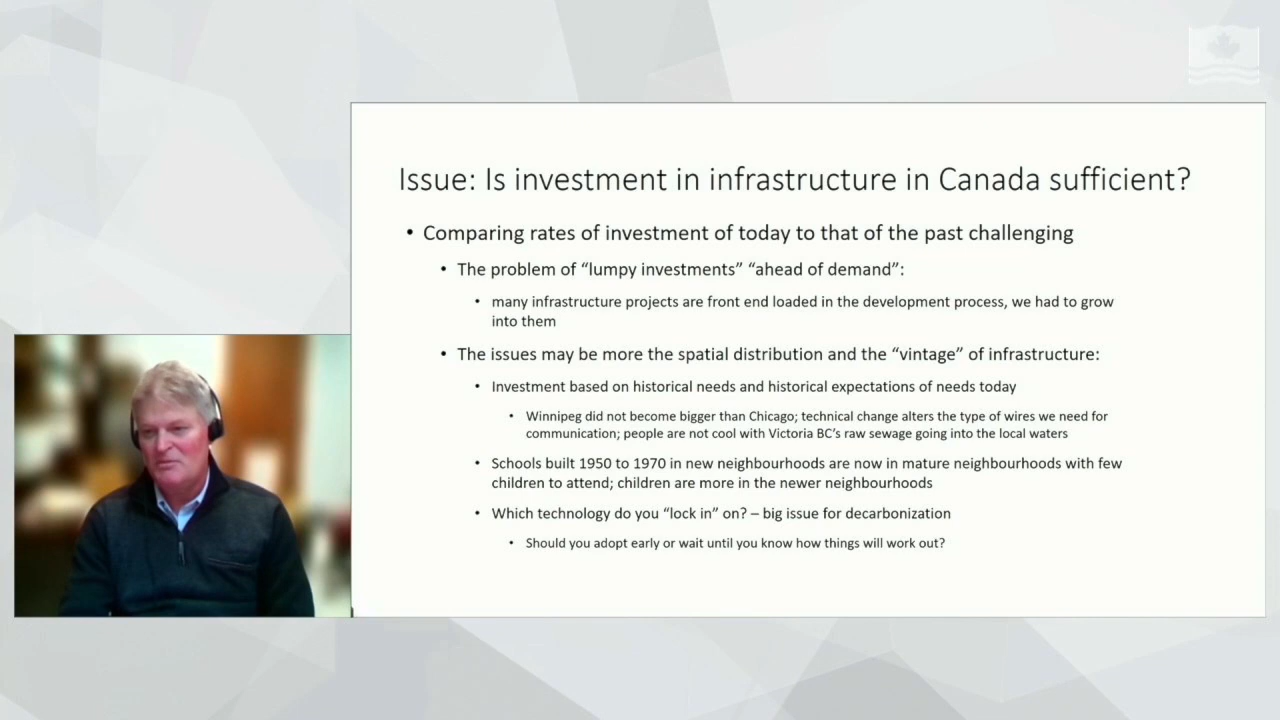 Issue: Is investment in infrastructure in Canada sufficient?
• Comparing rates of investment of today to that of the past challenging
• The problem of “lumpy investments” “ahead of demand”:
• many infrastructure projects are front end loaded in the development process, we had to grow
into them
• The issues may be more the spatial distribution and the “vintage” of infrastructure:
• Investment based on historical needs and historical expectations of needs today
• Winnipeg did not become bigger than Chicago; technical change alters the type of wires we need for
communication; people are not cool with Victoria BC’s raw sewage going into the local waters
• Schools built 1950 to 1970 in new neighbourhoods are now in mature neighbourhoods with few
children to attend; children are more in the newer neighbourhoods
• Which technology do you “lock in” on? – big issue for decarbonization
• Should you adopt early or wait until you know how things will work out?